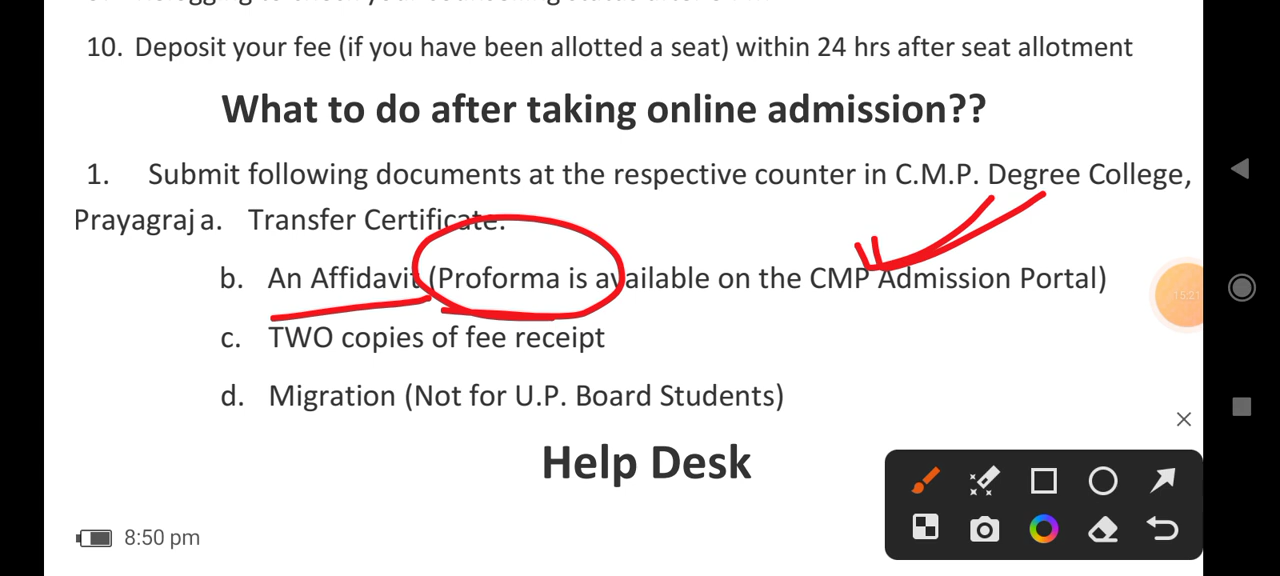 10. Deposit your fee (if you have been allotted a seat) within 24 hrs after seat allotment
What to do after taking online admission??
1. Submit following documents at the respective counter in C.M.P. Degree College,
Prayagraj a. Transfer Certificate.
b. An Affidavit (Proforma is available on the CMP Admission Portal)
c. TWO copies of fee receipt
d. Migration (Not for U.P. Board Students)
Help Desk
15:21
8:50 pm